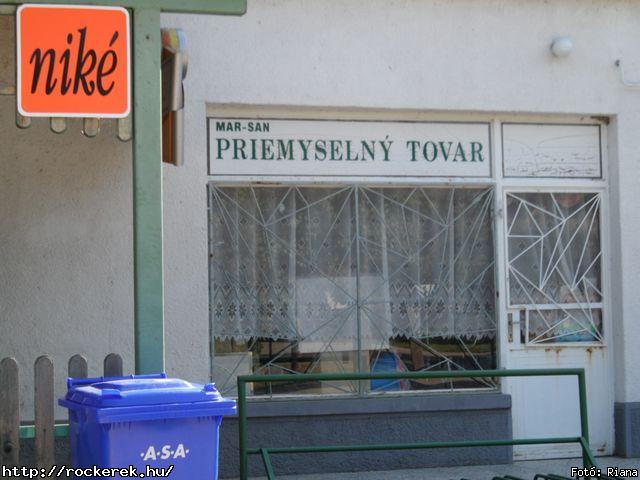 niké
MAR-SAN
PRIEMYSELNÝ TOVAR
·A·S·A·
http://rockerek.hu/
Fotó: Riana